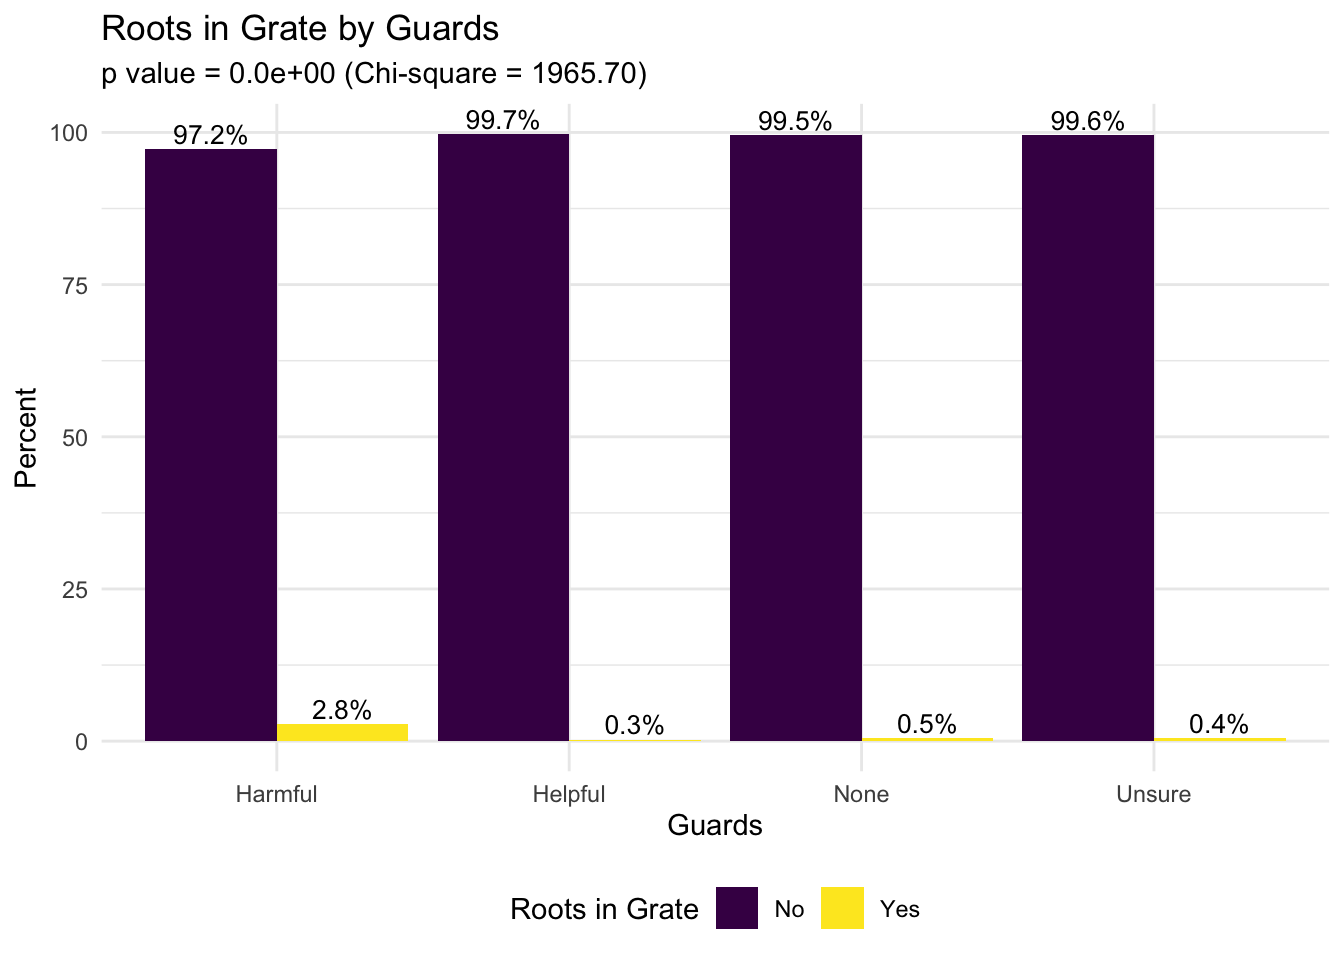 Roots in Grate by Guards
p value = 0.0e+00 (Chi-square = 1965.70)
97.2% 99.7% 99.5% 99.6%
100
75
50
25
0
2.8% 0.3% 0.5% 0.4%
Percent
Harmful Helpful None Unsure
Guards
Roots in Grate No Yes